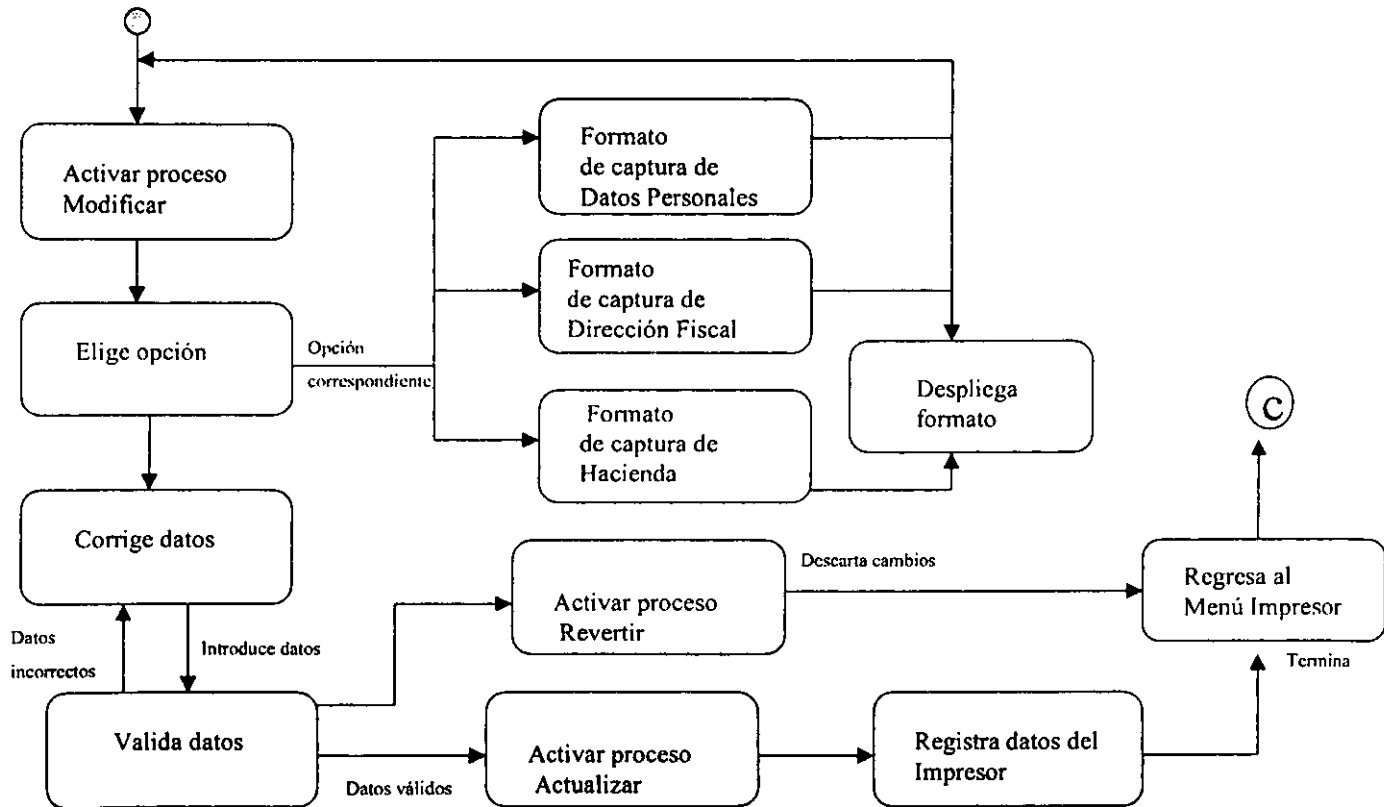 Activar proceso
Modificar
Formato
de captura de
Datos Personales
Formato
de captura de
Dirección Fiscal
Elige opción
Opción
correspondiente
Formato
de captura de
Hacienda
Despliega
formato
C
Corrige datos
Datos
incorrectos
Introduce datos
Activar proceso
Revertir
Descarta cambios
Regresa al
Menú Impresor
Termina
Valida datos
Datos válidos
Activar proceso
Actualizar
Registra datos del
Impresor